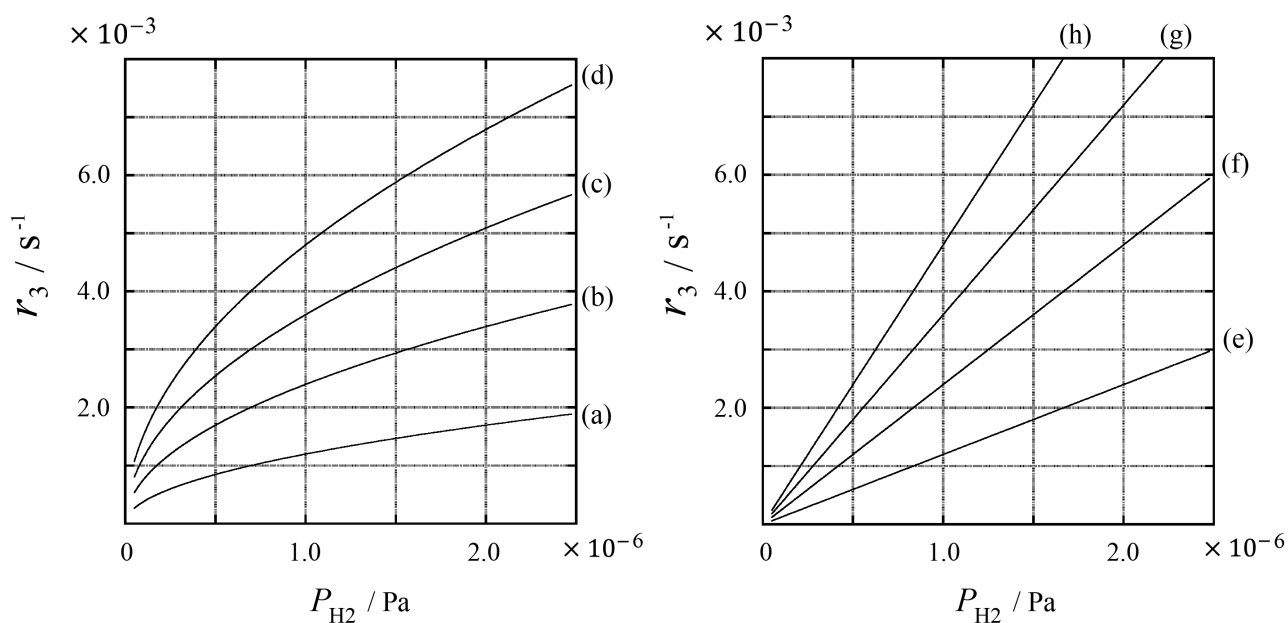 × 10⁻³
(d)
6.0
(c)
r₃ / s⁻¹
4.0
(b)
2.0
(a)
0 1.0 2.0 × 10⁻⁶
P_H2 / Pa
× 10⁻³
(h) (g)
6.0
(f)
r₃ / s⁻¹
4.0
(e)
2.0
0 1.0 2.0 × 10⁻⁶
P_H2 / Pa